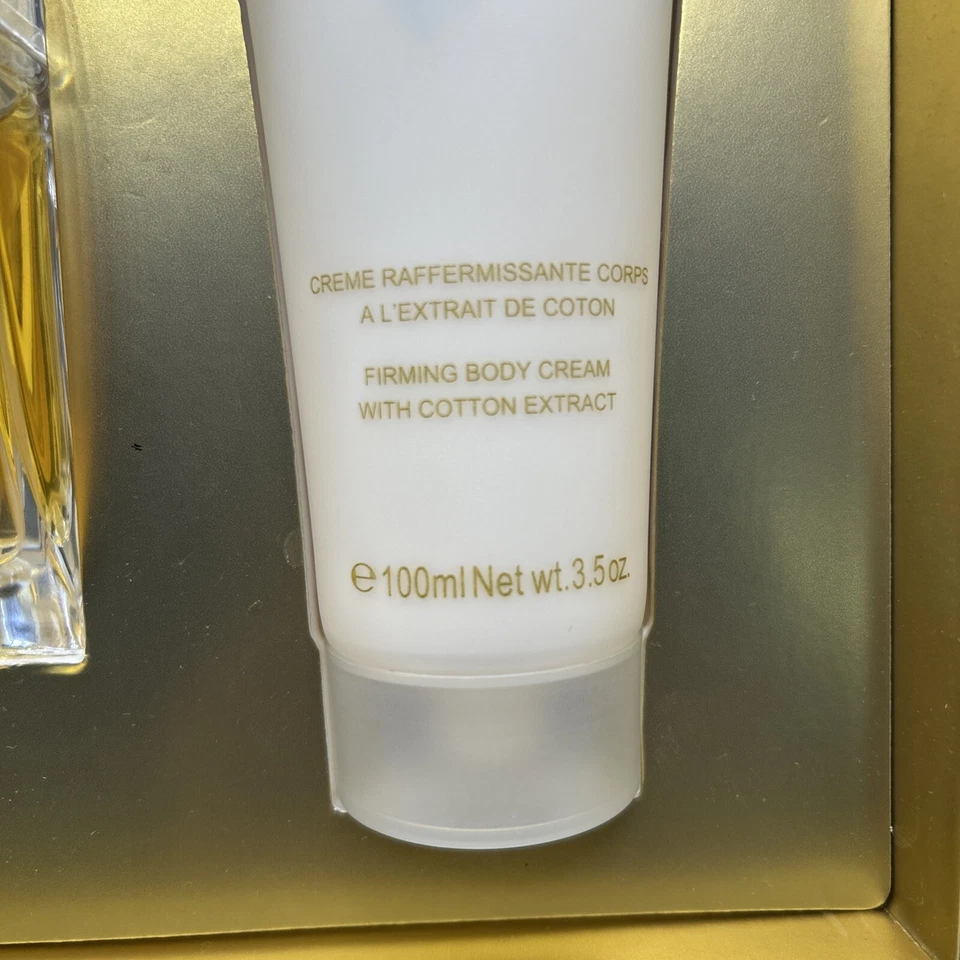 CREME RAFFERMISSANTE CORPS
A L'EXTRAIT DE COTON
FIRMING BODY CREAM
WITH COTTON EXTRACT
℮100ml Net wt.3.5oz.